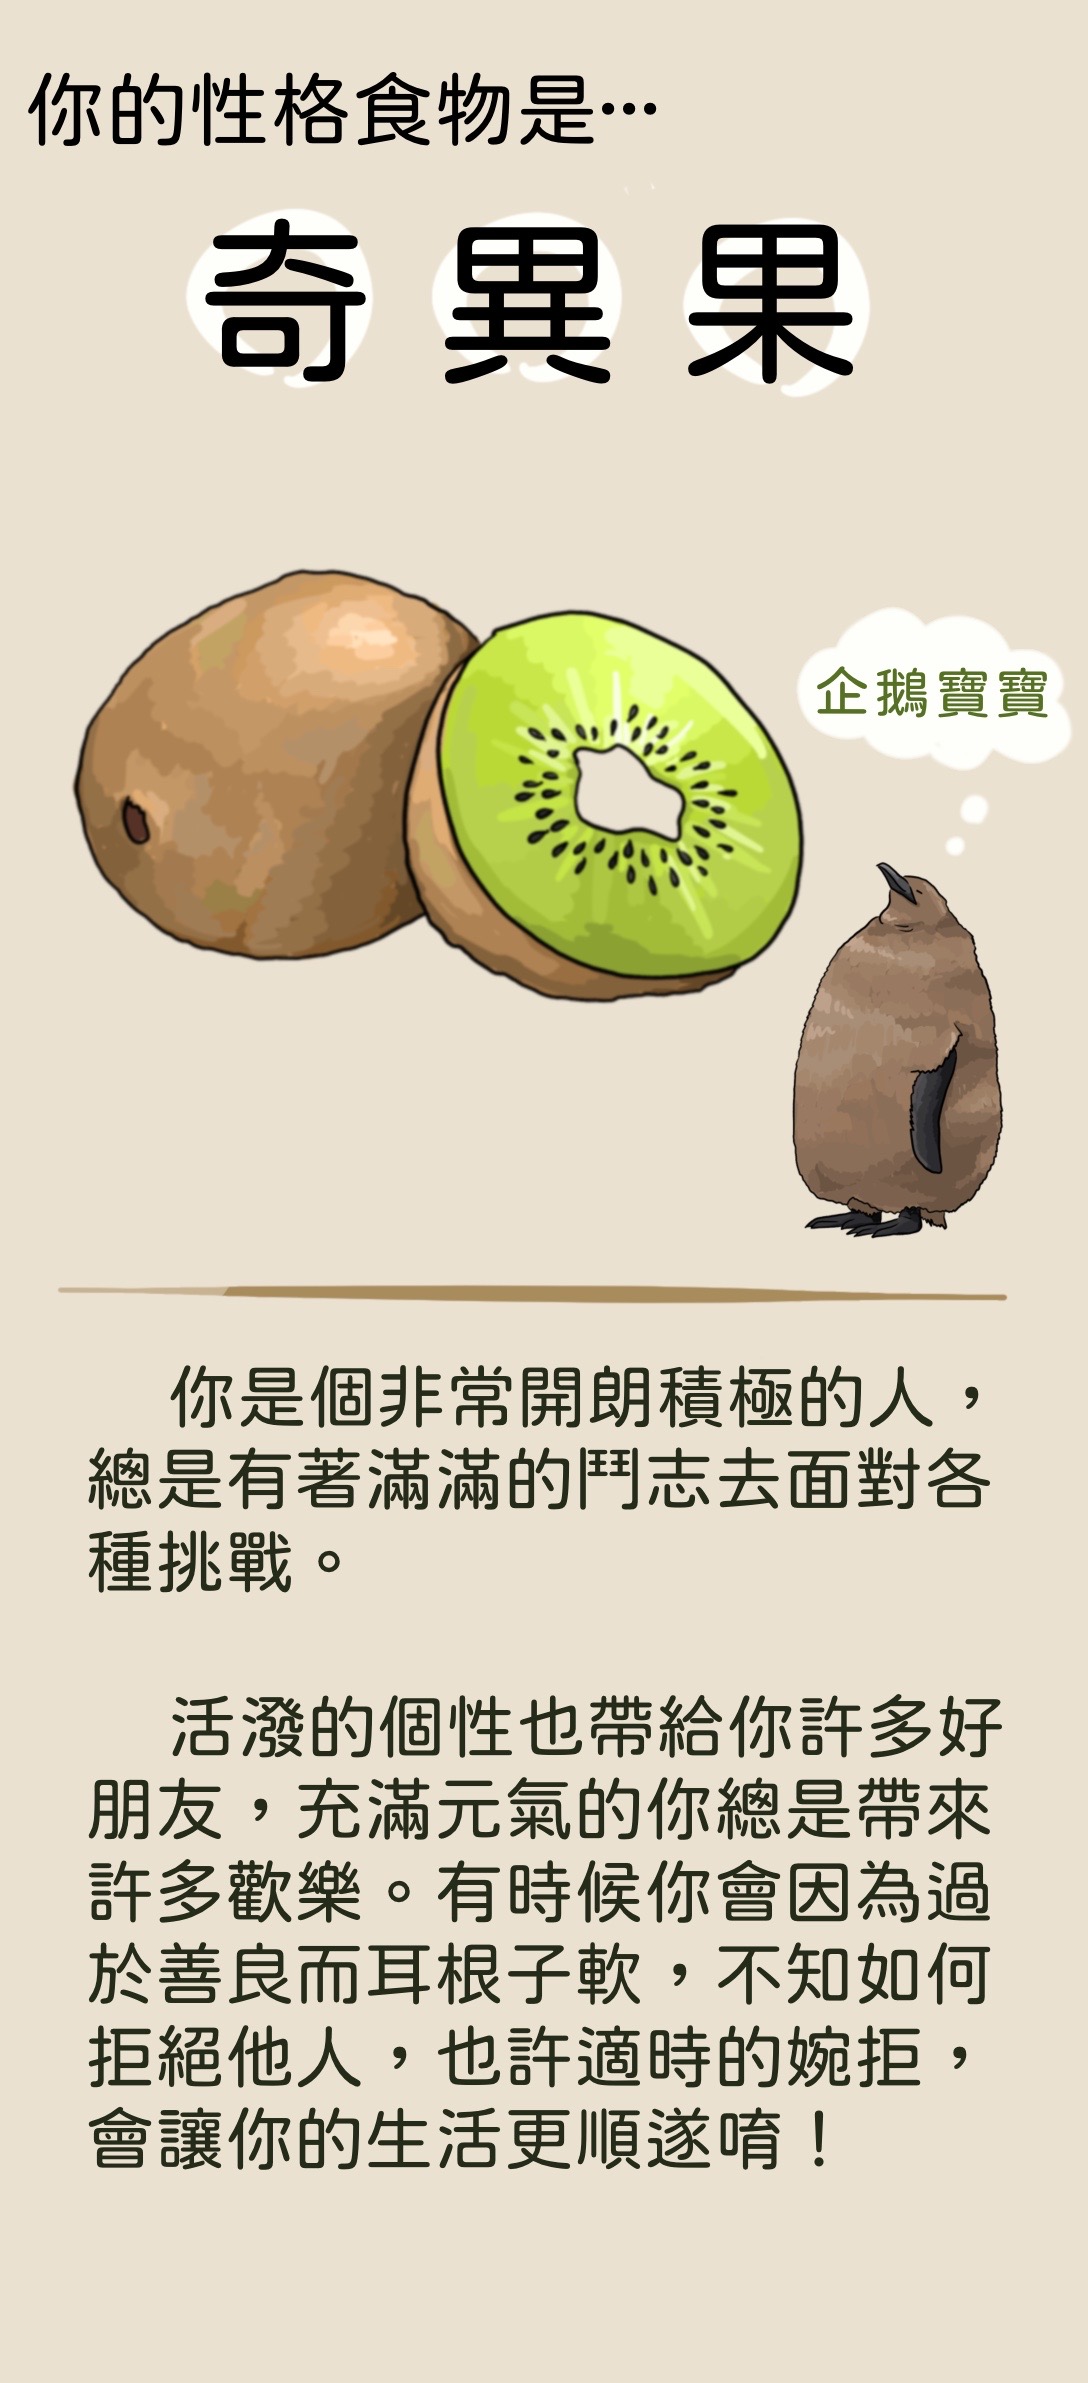 你的性格食物是…
奇異果
企鵝寶寶
你是個非常開朗積極的人，
總是有著滿滿的鬥志去面對各
種挑戰。
活潑的個性也帶給你許多好
朋友，充滿元氣的你總是帶來
許多歡樂。有時候你會因為過
於善良而耳根子軟，不知如何
拒絕他人，也許適時的婉拒，
會讓你的生活更順遂唷！